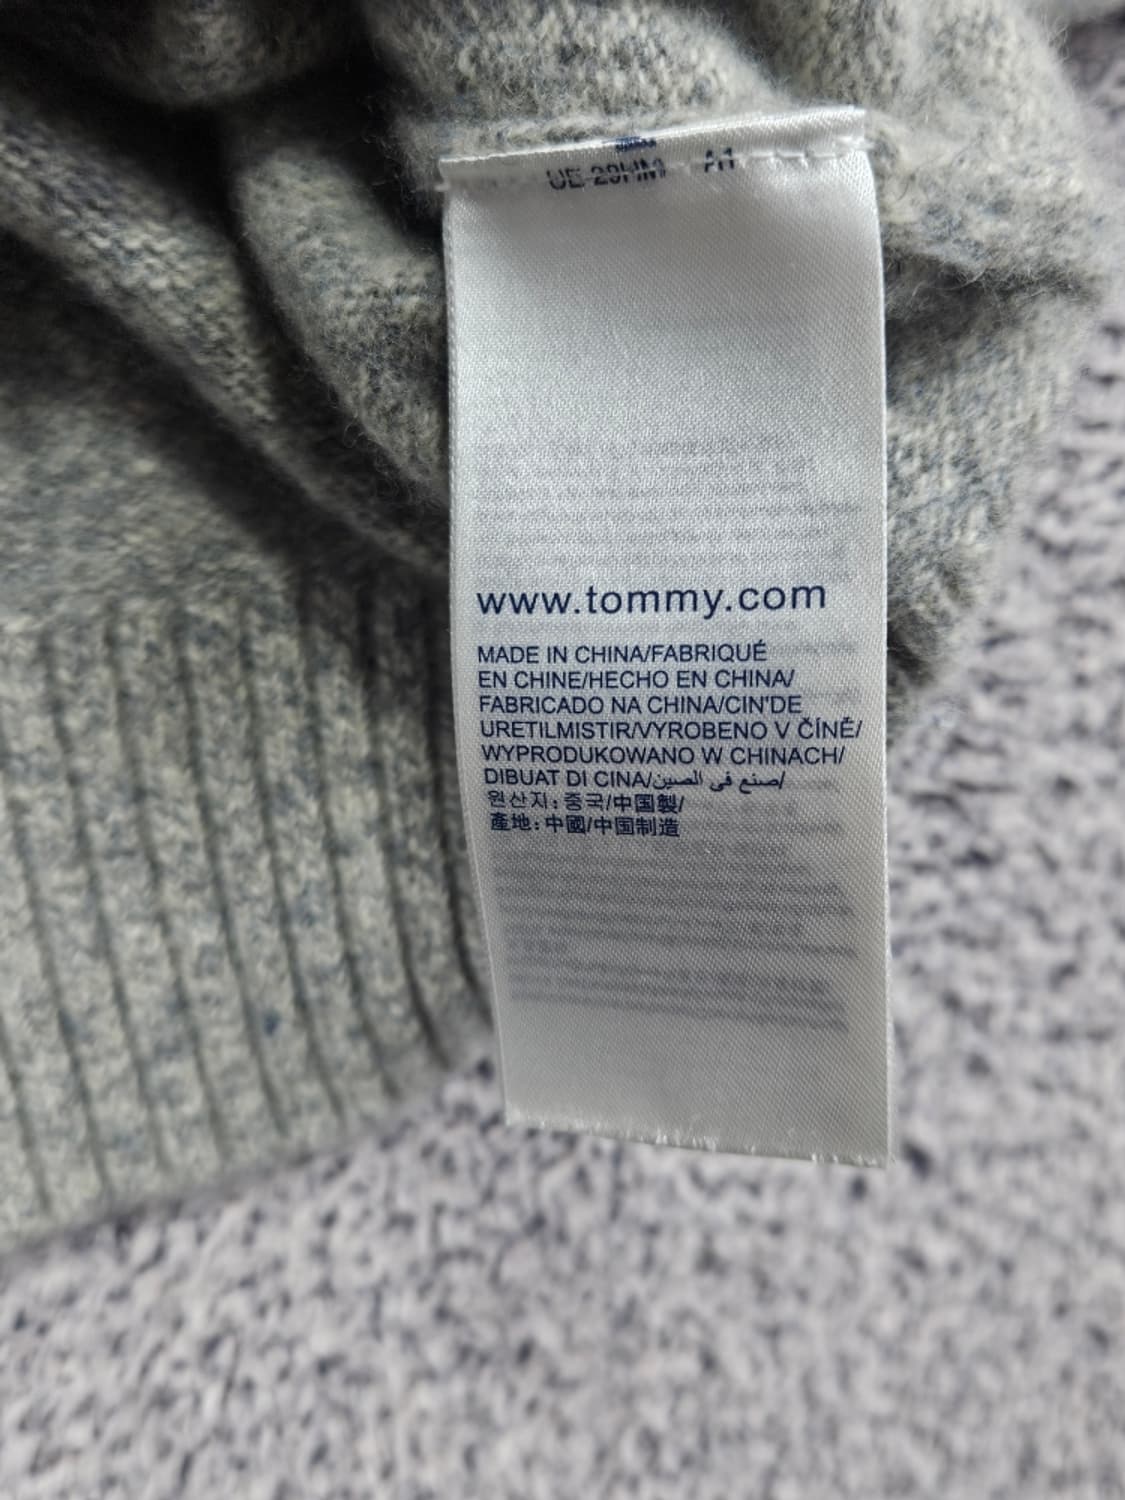 www.tommy.com
MADE IN CHINA/FABRIQUÉ
EN CHINE/HECHO EN CHINA/
FABRICADO NA CHINA/CIN'DE
URETILMISTIR/VYROBENO V ČÍNĚ/
WYPRODUKOWANO W CHINACH/
DIBUAT DI CINA/صنع في الصين/
원산지: 중국/中国製/
產地: 中國/中国制造